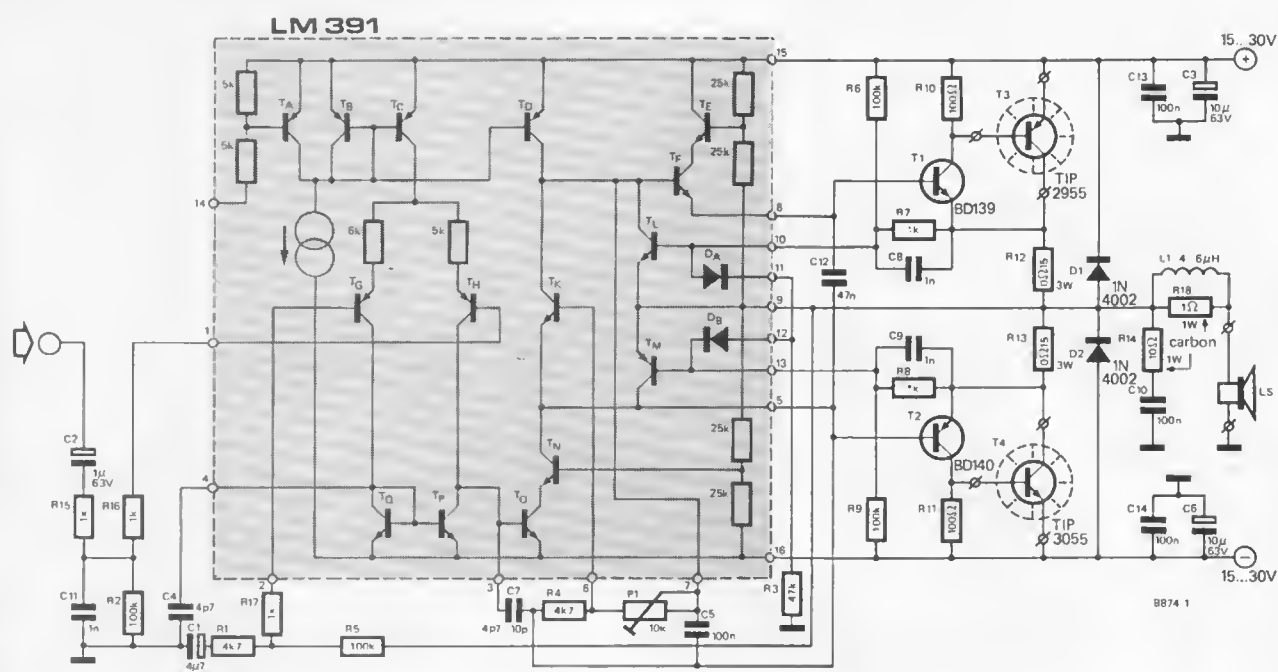 LM 391
15...30V
+
15
5k
TA
TB
TC
TD
TE
25k
R6
100k
R10
100Ω
T3
C13
100n
C3
10µ
63V
5k
TF
25k
T1
TIP
2955
14
8
BD139
6k
5k
TL
10
R7
1k
C8
1n
R12
0Ω15
3W
D1
1N
4002
L1 4 6µH
DA
11
C12
47n
TG
TH
TK
9
R18
1Ω
1W
1
DB
12
R13
0Ω15
3W
D2
1N
4002
R14
10Ω
1W
carbon
TM
13
C9
1n
R8
LS
5
C10
100n
C2
1µ
63V
T2
BD140
T4
TN
25k
4
R15
1k
R16
1k
TQ
TP
TO
25k
R9
100k
R11
100Ω
TIP
3055
C14
100n
C6
10µ
63V
16
–
15...30V
2
3
6
7
C11
1n
R2
100k
C4
4p7
R17
1k
C7
4p7
10p
R4
4k7
P1
10k
C5
100n
R3
47k
9874 1
C1
4µ7
R1
4k7
R5
100k